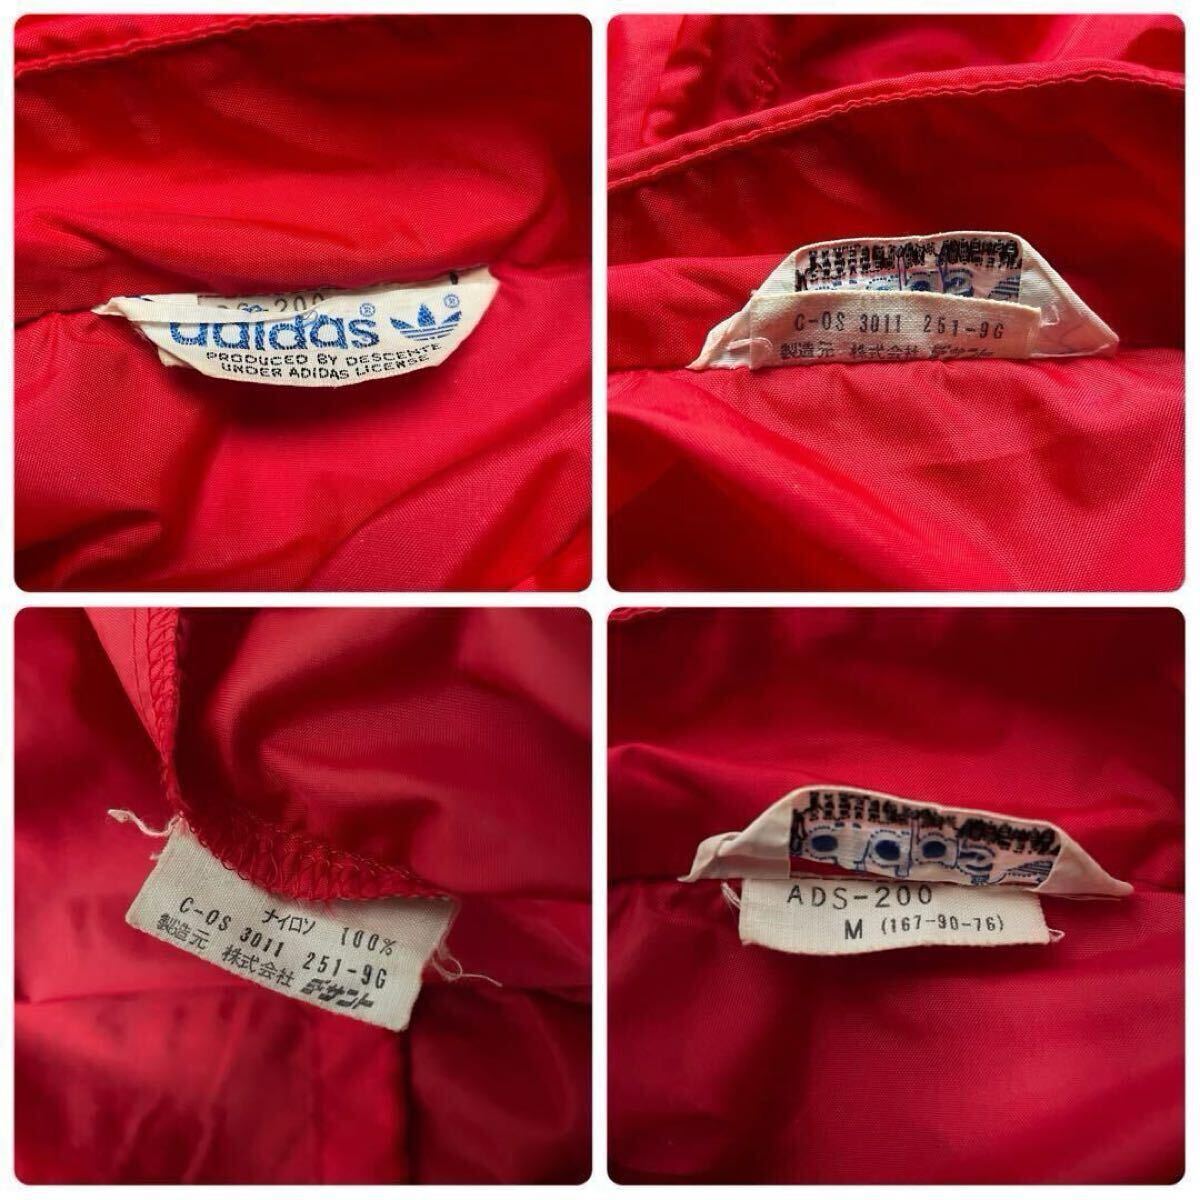 adidas
PRODUCED BY DESCENTE
UNDER ADIDAS LICENSE
C-OS 3011 251-9G
製造元 株式会社 デサント
ナイロン 100%
C-OS 3011 251-9G
製造元 株式会社 デサント
ADS-200
M (167-90-76)